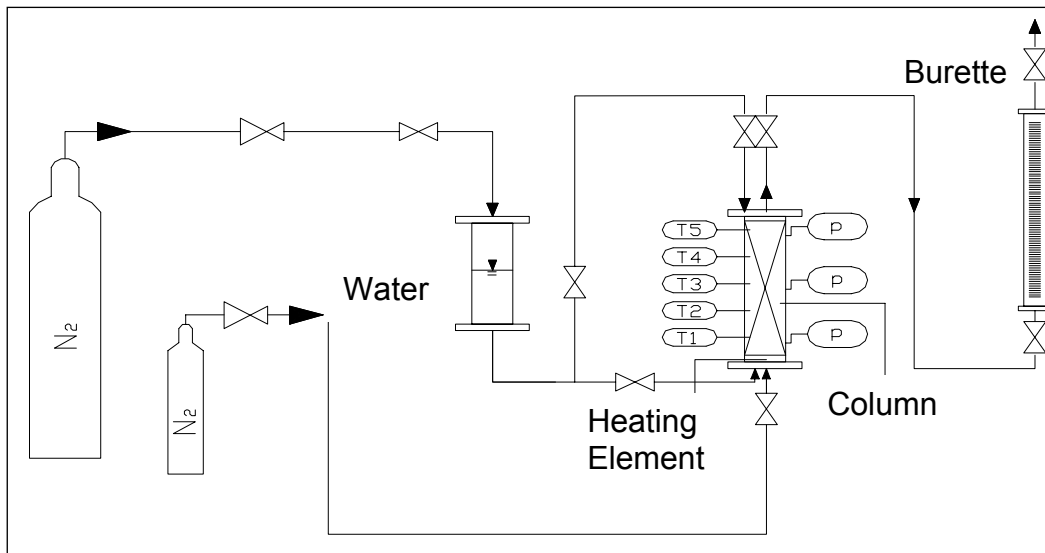 Burette
T5
P
T4
Water
T3
P
T2
N2
T1
P
N2
Heating
Element
Column